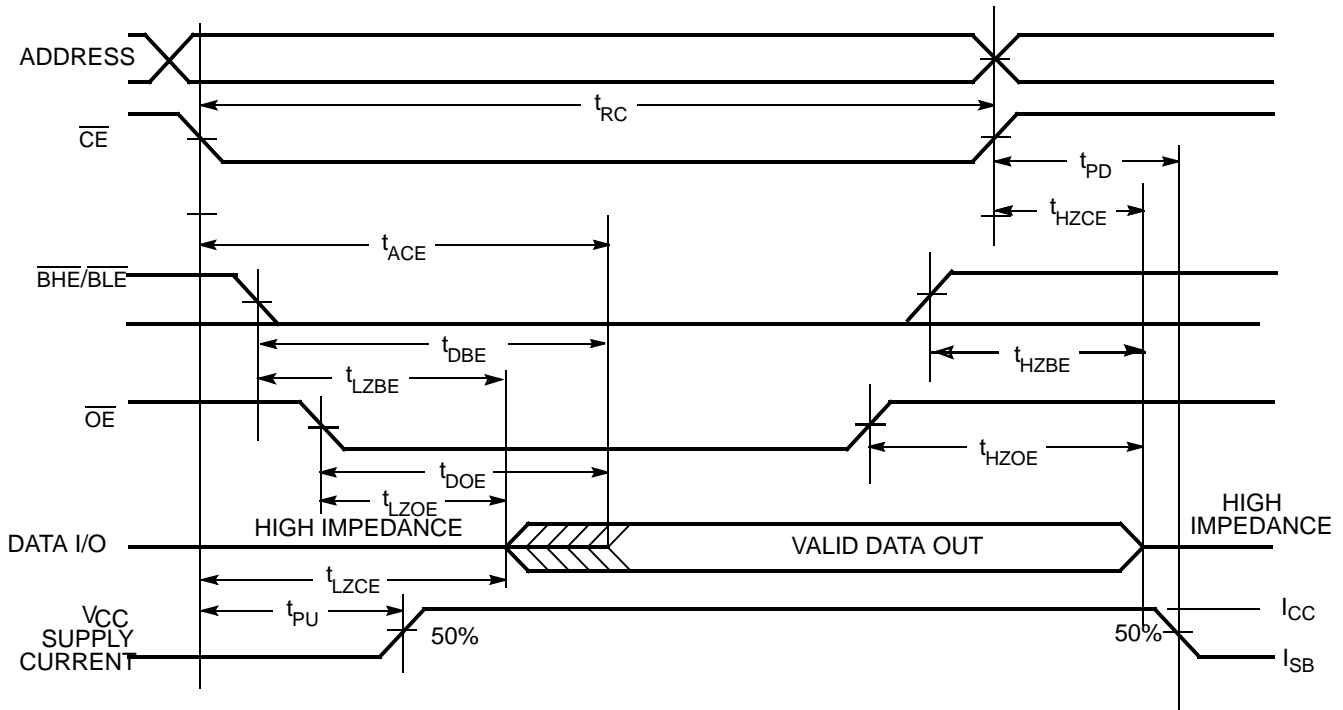 ADDRESS
tRC
CE
tPD
tHZCE
tACE
BHE/BLE
tDBE
tHZBE
tLZBE
OE
tHZOE
tDOE
tLZOE
HIGH IMPEDANCE
HIGH
IMPEDANCE
DATA I/O
VALID DATA OUT
tLZCE
VCC
SUPPLY
CURRENT
tPU
50%
50%
ICC
ISB